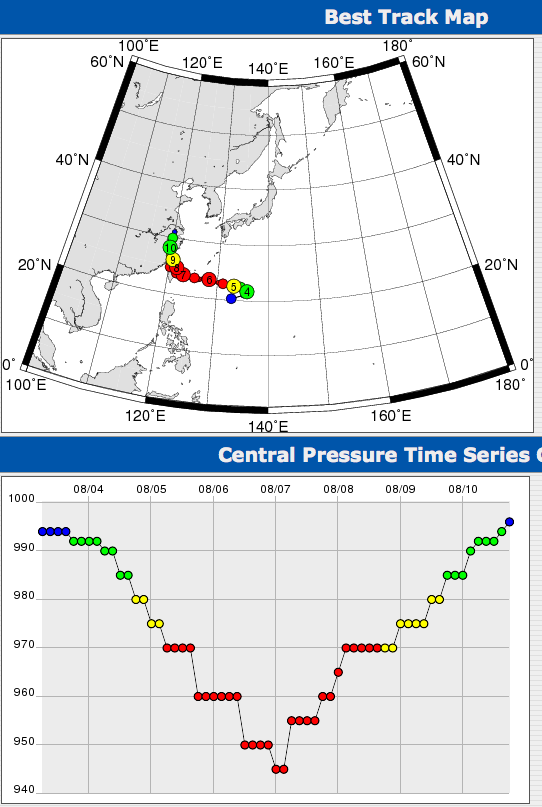 Best Track Map
100°E 180°
60°N 120°E 140°E 160°E 60°N
40°N 40°N
20°N 20°N
10
9
8
7 6 5 4
0° 0°
100°E 180°
120°E 160°E
140°E
Central Pressure Time Series
08/04 08/05 08/06 08/07 08/08 08/09 08/10
1000
990
980
970
960
950
940